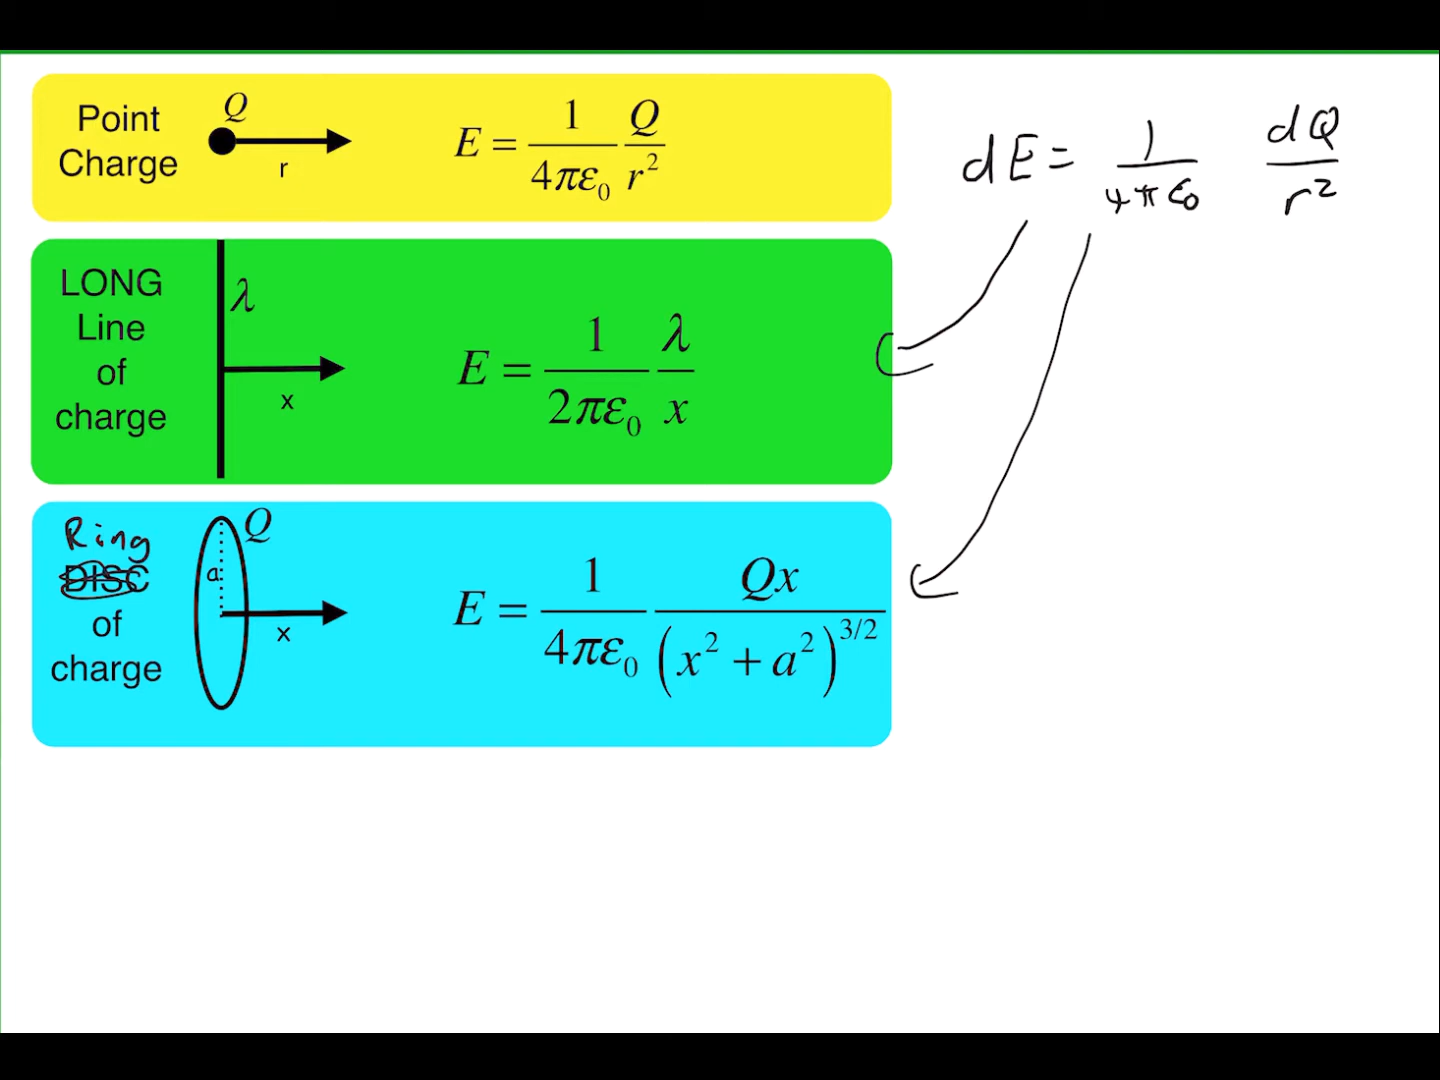 Point
Charge
Q
r
E = 1/4πε₀ Q/r²
dE = 1/4πε₀ dQ/r²
LONG
Line
of
charge
λ
x
E = 1/2πε₀ λ/x
Ring
DISC
of
charge
Q
a
x
E = 1/4πε₀ Qx/(x² + a²)^3/2